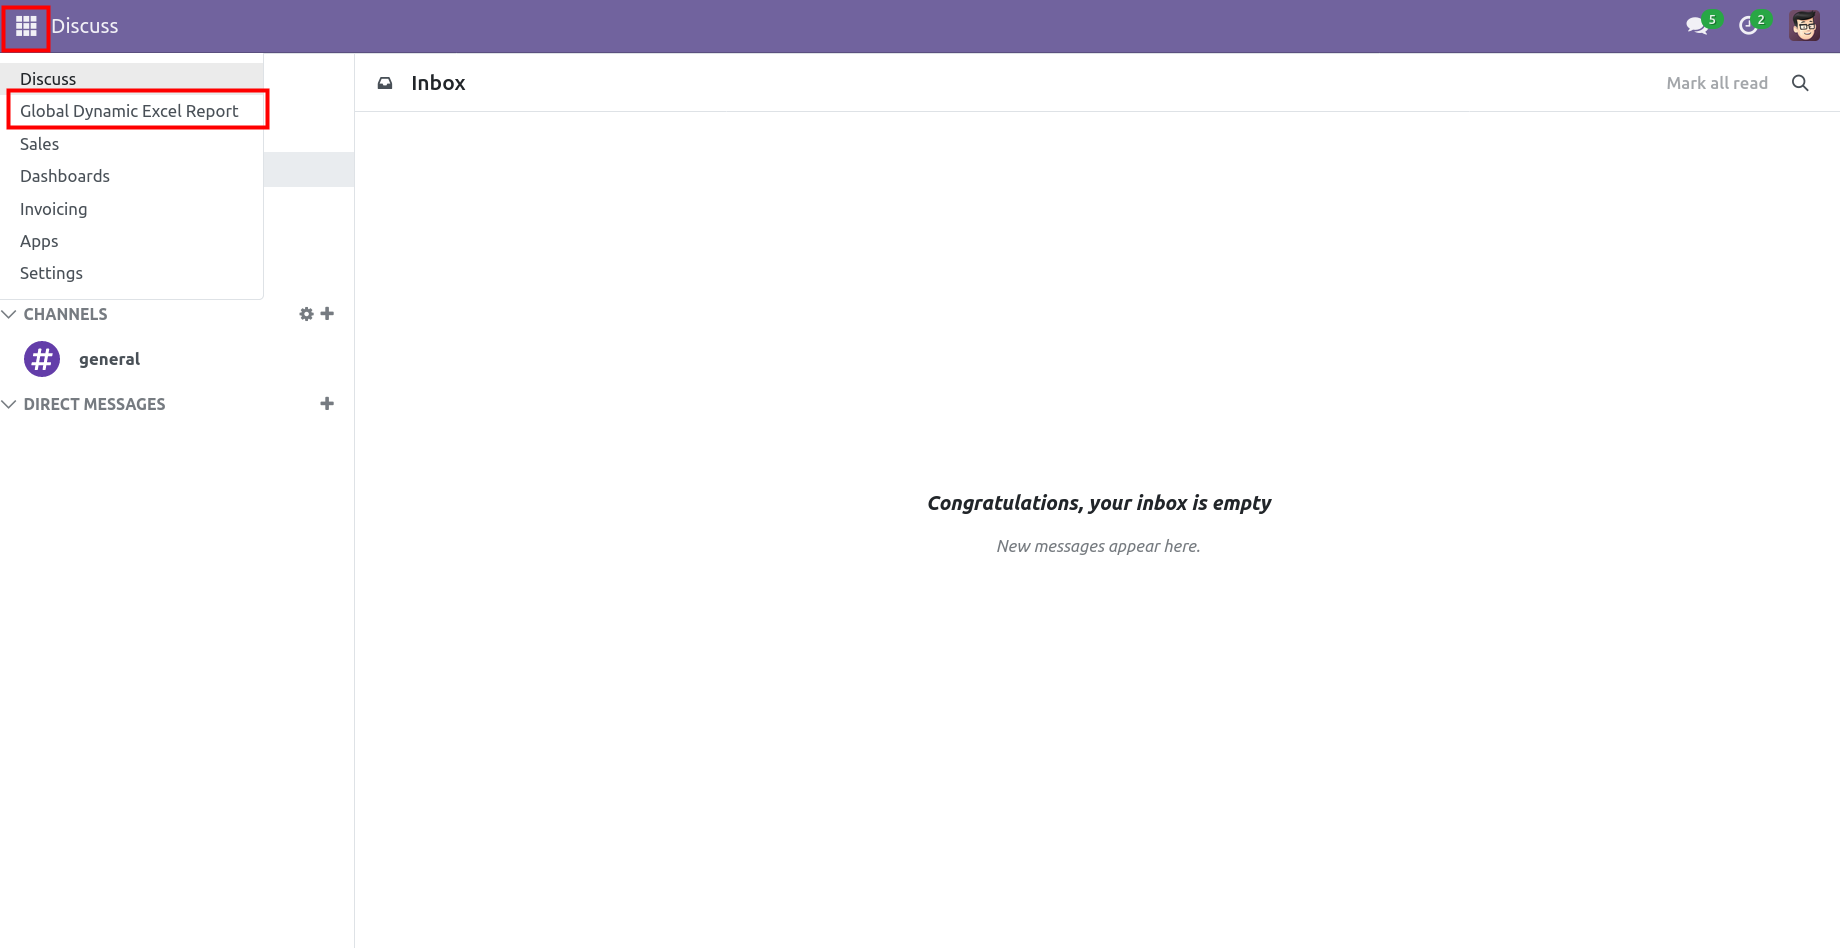 Discuss
5
2
Discuss
Global Dynamic Excel Report
Sales
Dashboards
Invoicing
Apps
Settings
CHANNELS
general
DIRECT MESSAGES
Inbox
Mark all read
Congratulations, your inbox is empty
New messages appear here.